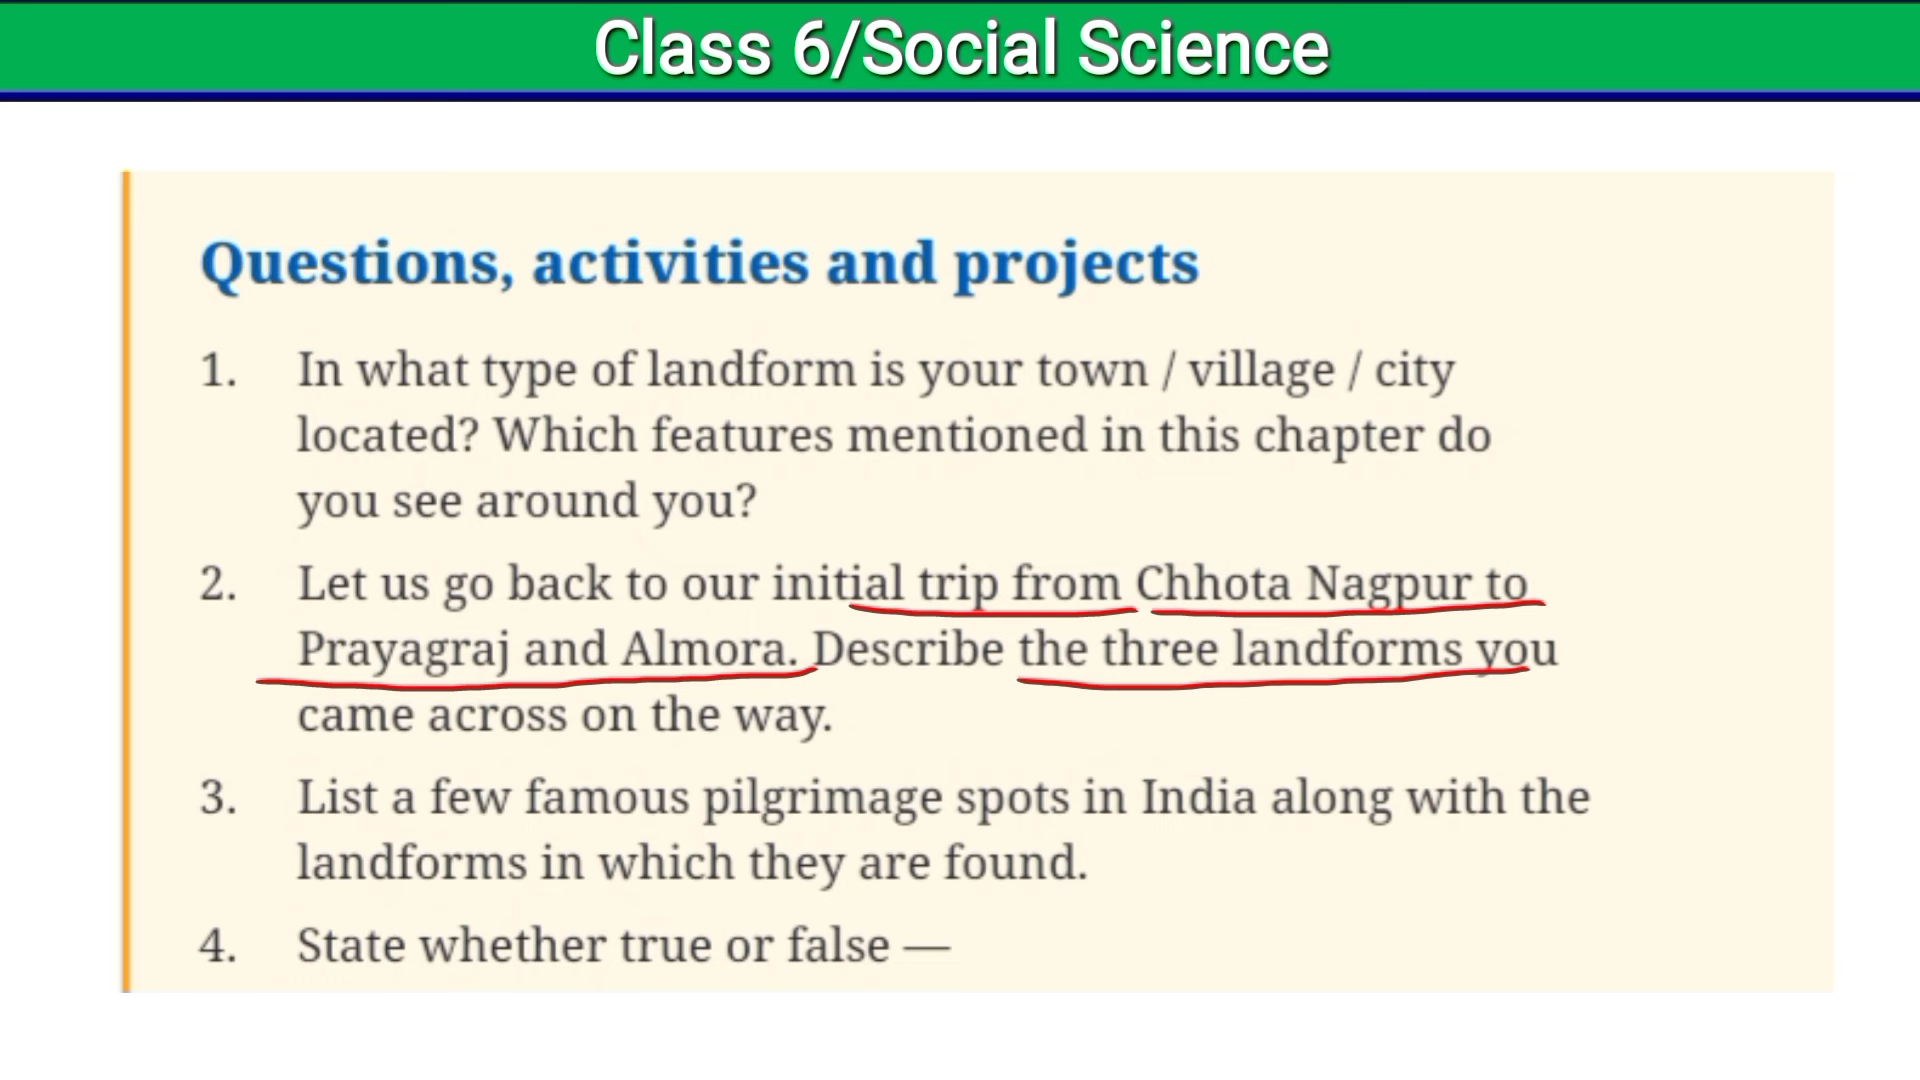 Class 6/Social Science
Questions, activities and projects
1. In what type of landform is your town / village / city
located? Which features mentioned in this chapter do
you see around you?
2. Let us go back to our initial trip from Chhota Nagpur to
Prayagraj and Almora. Describe the three landforms you
came across on the way.
3. List a few famous pilgrimage spots in India along with the
landforms in which they are found.
4. State whether true or false —